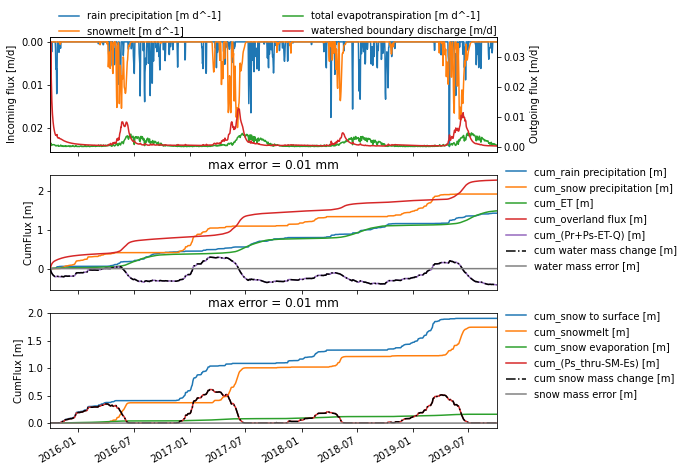 rain precipitation [m d^-1]
snowmelt [m d^-1]
total evapotranspiration [m d^-1]
watershed boundary discharge [m/d]
Incoming flux [m/d]
0.00
0.01
0.02
Outgoing flux [m/d]
0.03
0.02
0.01
0.00
max error = 0.01 mm
CumFlux [m]
2
1
0
cum_rain precipitation [m]
cum_snow precipitation [m]
cum_ET [m]
cum_overland flux [m]
cum_(Pr+Ps-ET-Q) [m]
cum water mass change [m]
water mass error [m]
max error = 0.01 mm
CumFlux [m]
2.0
1.5
1.0
0.5
0.0
cum_snow to surface [m]
cum_snowmelt [m]
cum_snow evaporation [m]
cum_(Ps_thru-SM-Es) [m]
cum snow mass change [m]
snow mass error [m]
2016-01
2016-07
2017-01
2017-07
2018-01
2018-07
2019-01
2019-07